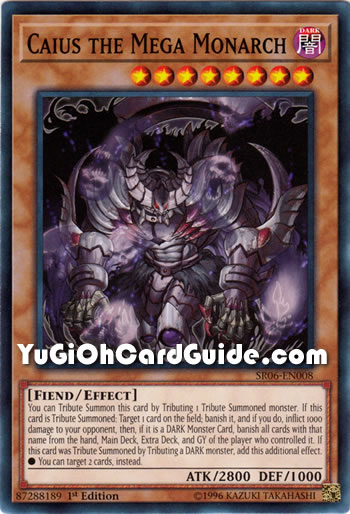 CAIUS THE MEGA MONARCH
DARK
闇
YuGiOhCardGuide.com
SR06-EN008
[FIEND/EFFECT]
You can Tribute Summon this card by Tributing 1 Tribute Summoned monster. If this
card is Tribute Summoned: Target 1 card on the field; banish it, and if you do, inflict 1000
damage to your opponent, then, if it is a DARK Monster Card, banish all cards with
that name from the hand, Main Deck, Extra Deck, and GY of the player who controlled it. If
this card was Tribute Summoned by Tributing a DARK monster, add this additional effect.
● You can target 2 cards, instead.
ATK/2800 DEF/1000
87288189 1st Edition ©1996 KAZUKI TAKAHASHI